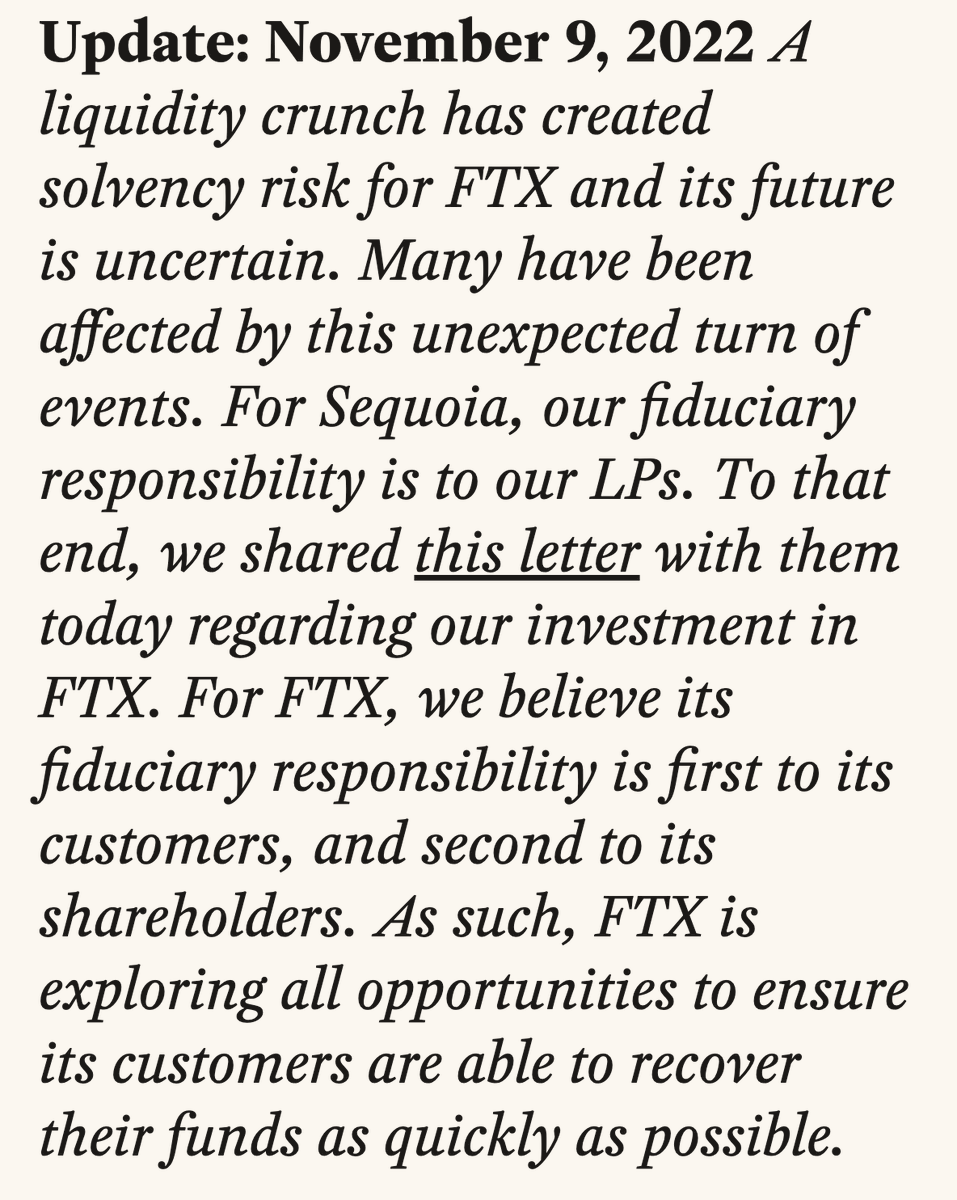 Update: November 9, 2022 A
liquidity crunch has created
solvency risk for FTX and its future
is uncertain. Many have been
affected by this unexpected turn of
events. For Sequoia, our fiduciary
responsibility is to our LPs. To that
end, we shared this letter with them
today regarding our investment in
FTX. For FTX, we believe its
fiduciary responsibility is first to its
customers, and second to its
shareholders. As such, FTX is
exploring all opportunities to ensure
its customers are able to recover
their funds as quickly as possible.